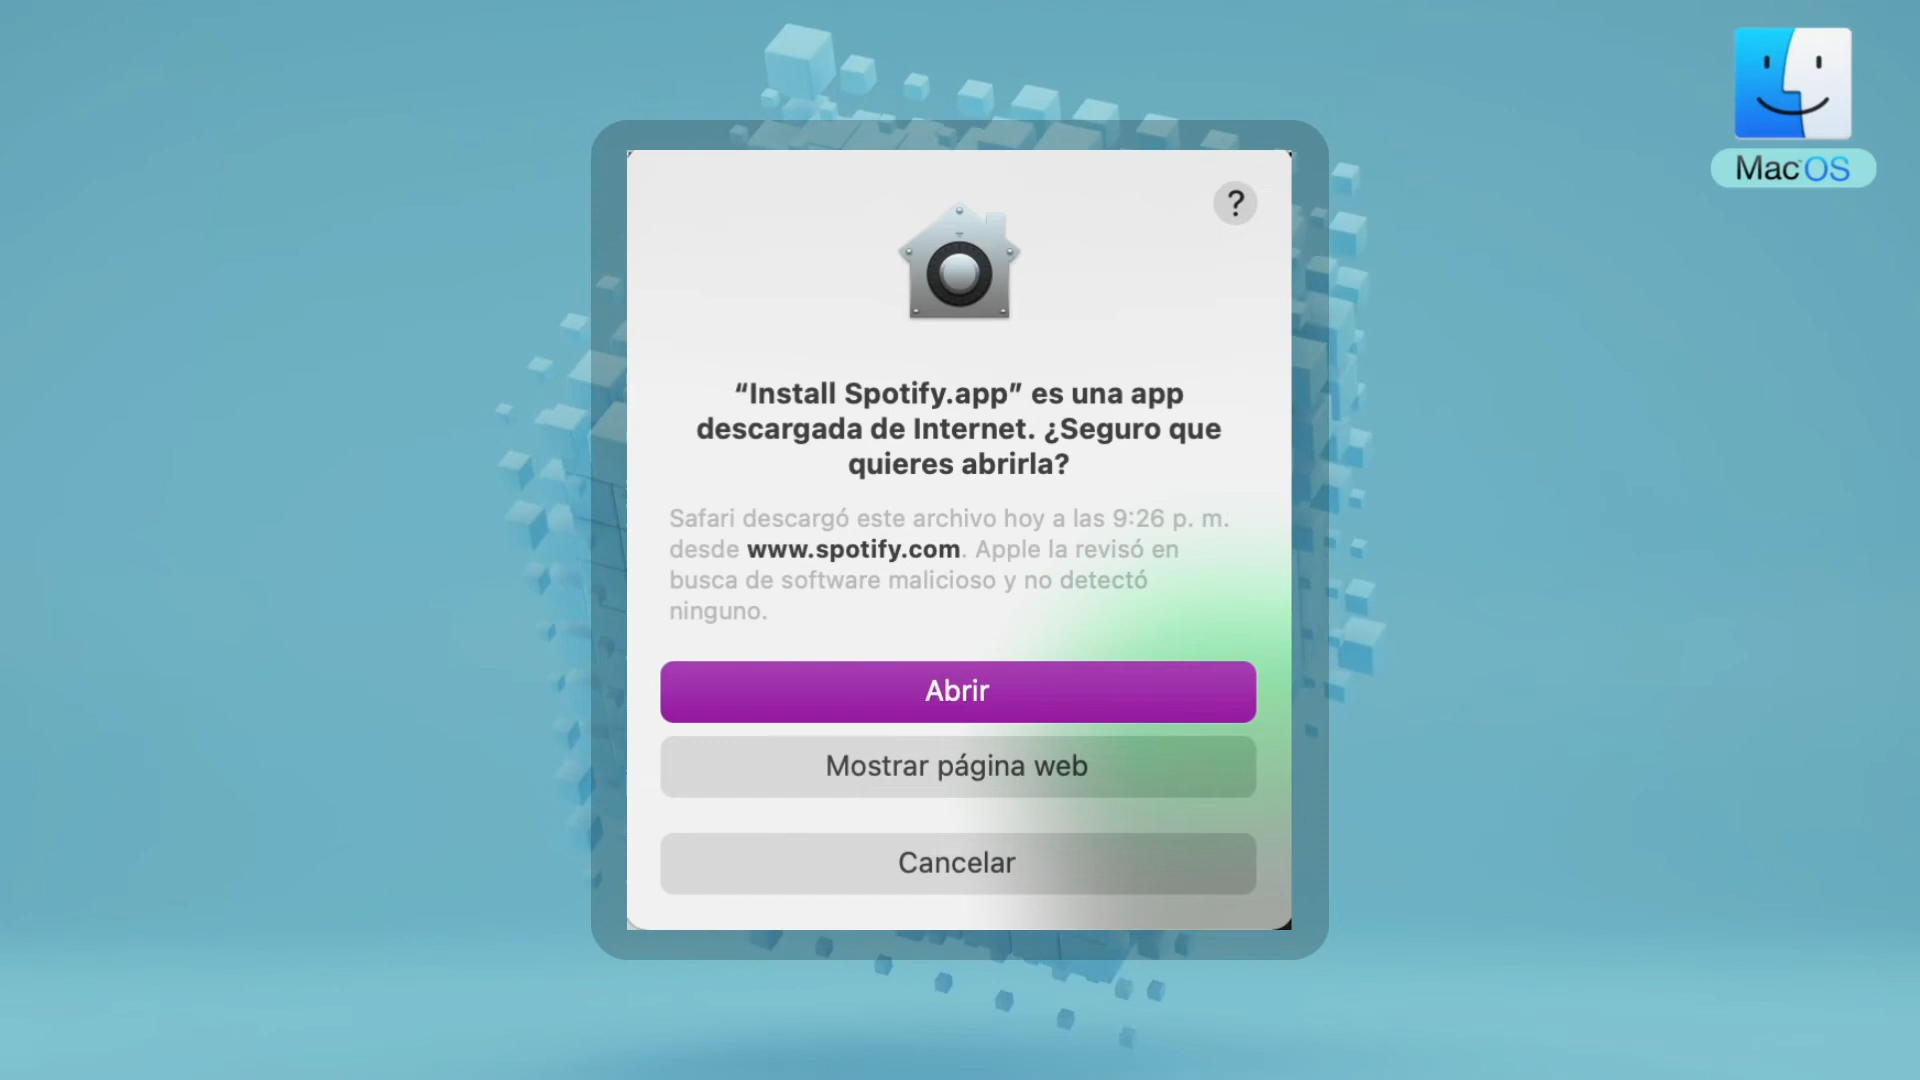 MacOS
?
“Install Spotify.app” es una app
descargada de Internet. ¿Seguro que
quieres abrirla?
Safari descargó este archivo hoy a las 9:26 p. m.
desde www.spotify.com. Apple la revisó en
busca de software malicioso y no detectó
ninguno.
Abrir
Mostrar página web
Cancelar